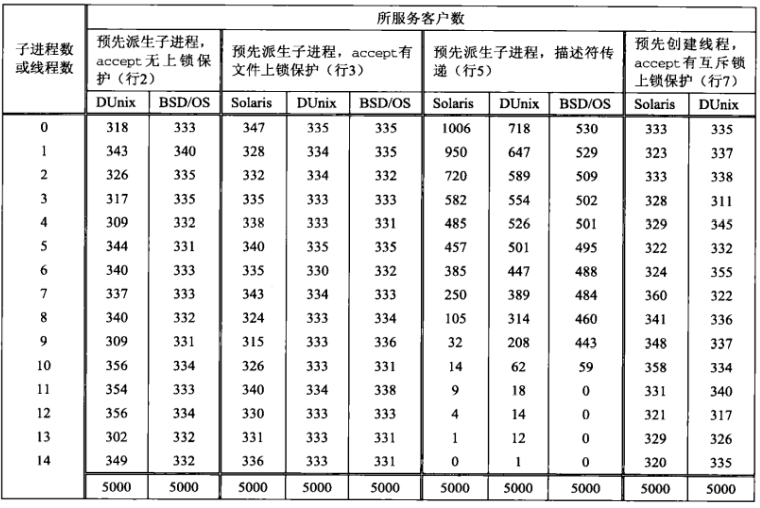 所服务客户数
子进程数
或线程数
预先派生子进程,
accept无上锁保
护(行2)
预先派生子进程,accept有
文件上锁保护(行3)
预先派生子进程,描述符传
递(行5)
预先创建线程,
accept有互斥锁
上锁保护(行7)
DUnix BSD/OS Solaris DUnix BSD/OS Solaris DUnix BSD/OS Solaris DUnix
0 318 333 347 335 335 1006 718 530 333 335
1 343 340 328 334 335 950 647 529 323 337
2 326 335 332 334 332 720 589 509 333 338
3 317 335 335 333 333 582 554 502 328 311
4 309 332 338 333 331 485 526 501 329 345
5 344 331 340 335 335 457 501 495 322 332
6 340 333 335 330 332 385 447 488 324 355
7 337 333 343 334 333 250 389 484 360 322
8 340 332 324 333 334 105 314 460 341 336
9 309 331 315 333 336 32 208 443 348 337
10 356 334 326 333 331 14 62 59 358 334
11 354 333 340 334 338 9 18 0 331 340
12 356 334 330 333 333 4 14 0 321 317
13 302 332 331 333 331 1 12 0 329 326
14 349 332 336 333 331 0 1 0 320 335
5000 5000 5000 5000 5000 5000 5000 5000 5000 5000